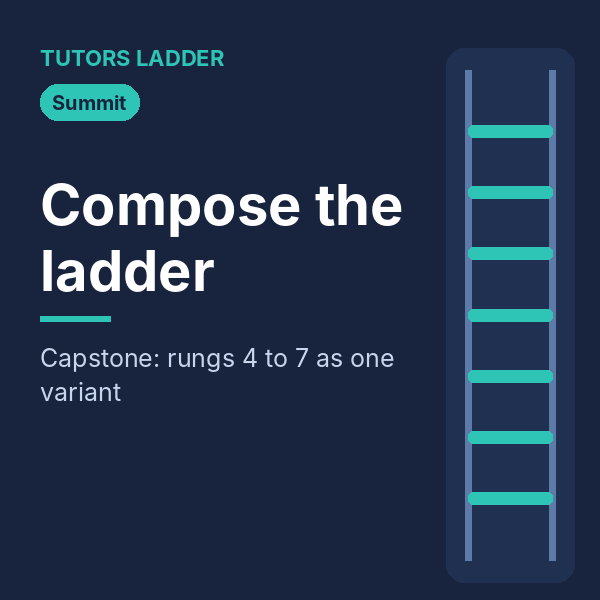 TUTORS LADDER
Summit
Compose the
ladder
Capstone: rungs 4 to 7 as one
variant